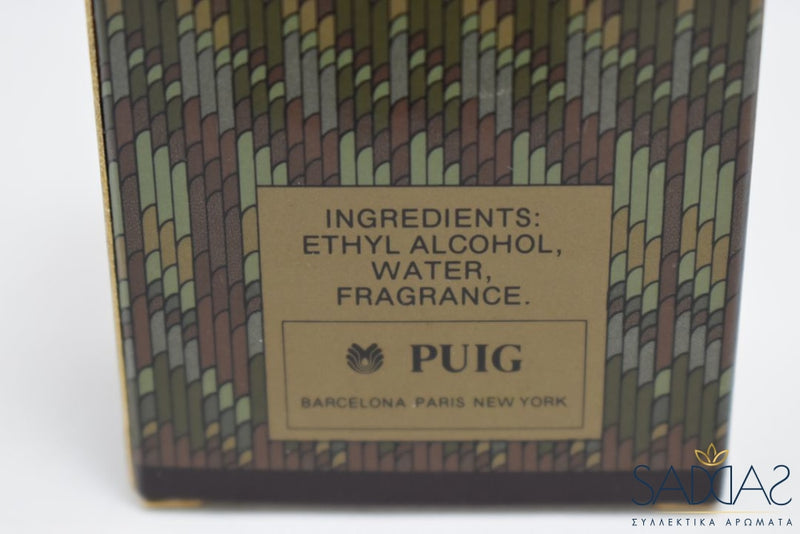 INGREDIENTS:
ETHYL ALCOHOL,
WATER,
FRAGRANCE.
PUIG
BARCELONA PARIS NEW YORK
SADDAS
ΣΥΛΛΕΚΤΙΚΑ ΑΡΩΜΑΤΑ